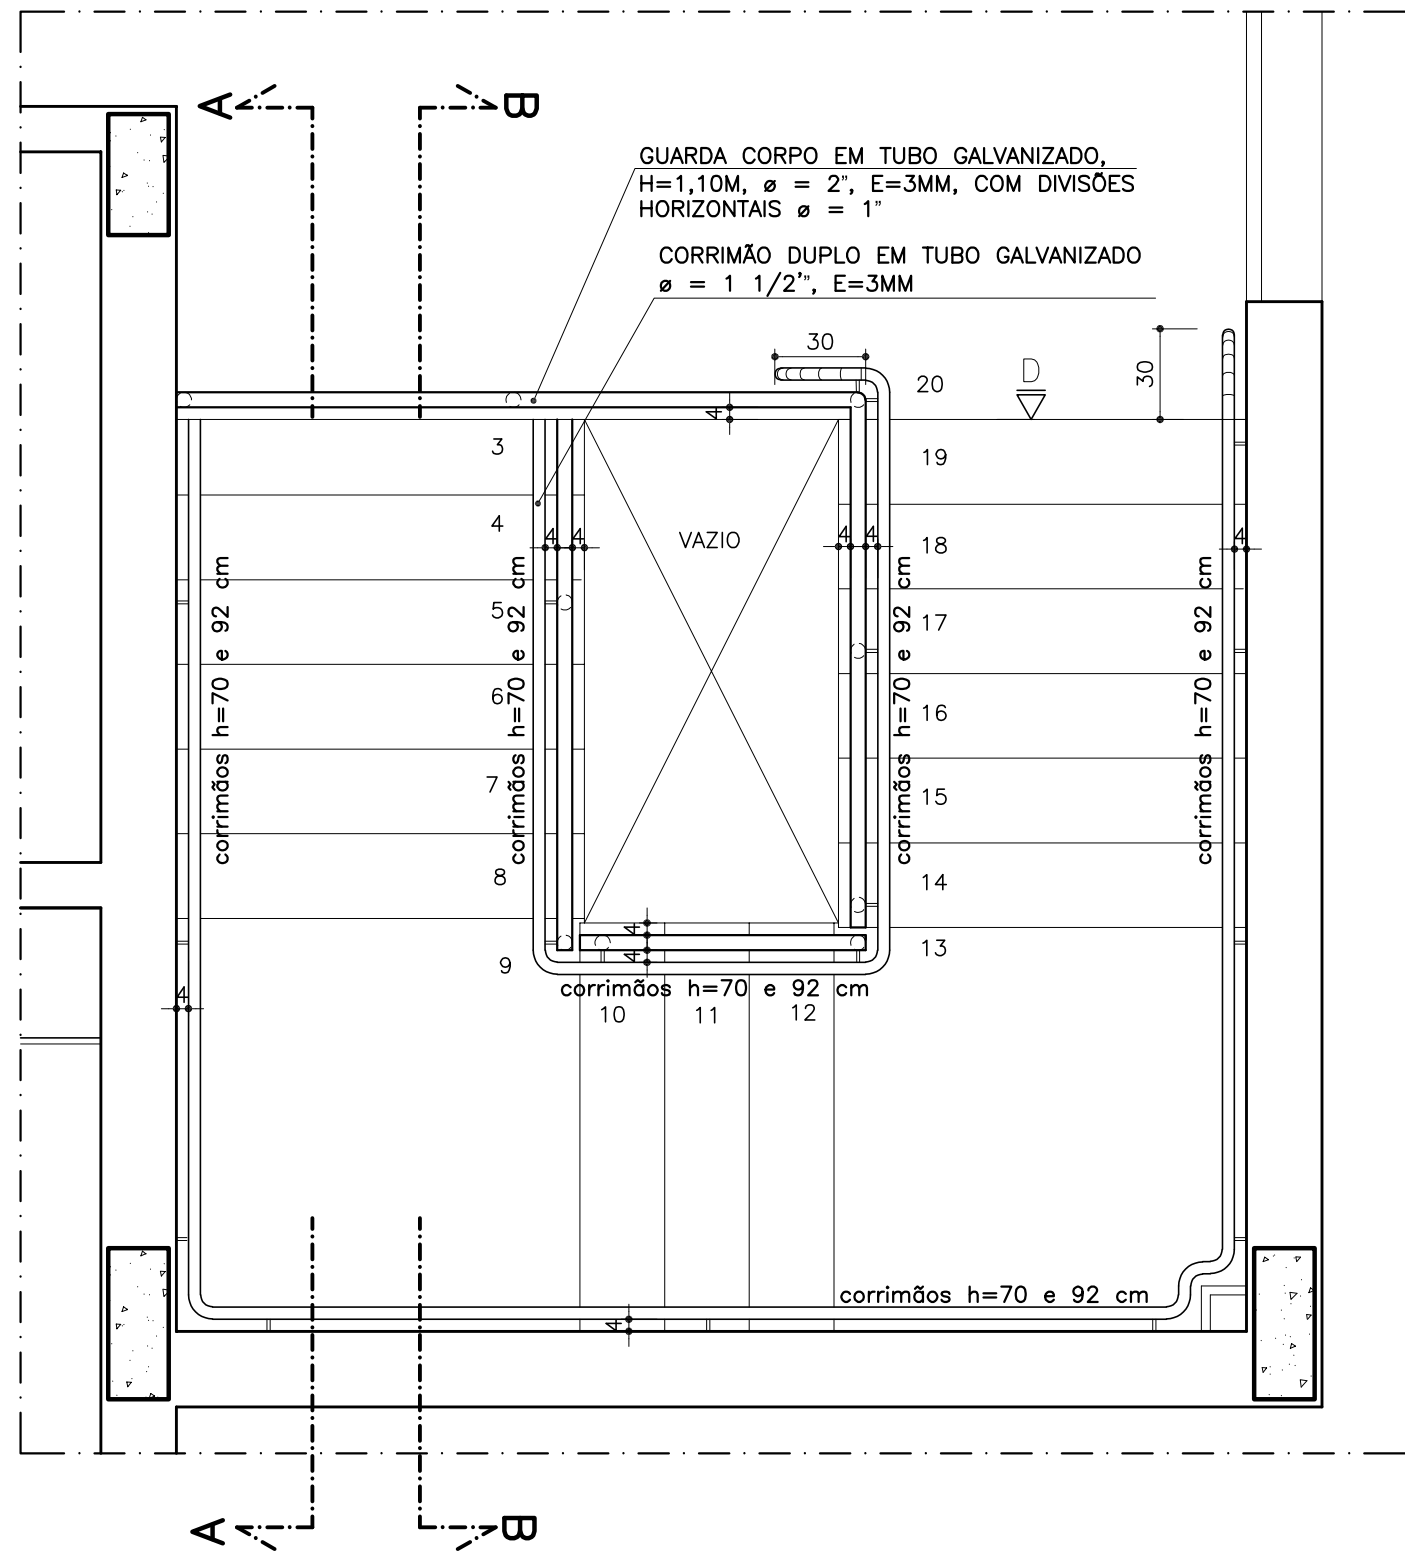 A
B
GUARDA CORPO EM TUBO GALVANIZADO,
H=1,10M, ø = 2", E=3MM, COM DIVISÕES
HORIZONTAIS ø = 1"
CORRIMÃO DUPLO EM TUBO GALVANIZADO
ø = 1 1/2'", E=3MM
30
20
D
30
4
3
19
4
4
4
VAZIO
4
4
18
4
5
17
6
16
7
15
8
14
corrimãos h=70 e 92 cm
corrimãos h=70 e 92 cm
corrimãos h=70 e 92 cm
corrimãos h=70 e 92 cm
4
4
13
9
corrimãos h=70 e 92 cm
4
10
11
12
corrimãos h=70 e 92 cm
4
A
B